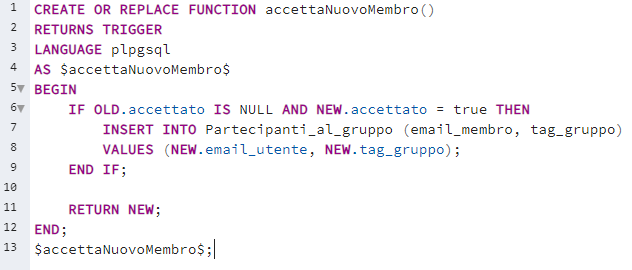 1 CREATE OR REPLACE FUNCTION accettaNuovoMembro()
2 RETURNS TRIGGER
3 LANGUAGE plpgsql
4 AS $accettaNuovoMembro$
5 BEGIN
6     IF OLD.accettato IS NULL AND NEW.accettato = true THEN
7         INSERT INTO Partecipanti_al_gruppo (email_membro, tag_gruppo)
8         VALUES (NEW.email_utente, NEW.tag_gruppo);
9     END IF;
10
11     RETURN NEW;
12 END;
13 $accettaNuovoMembro$;